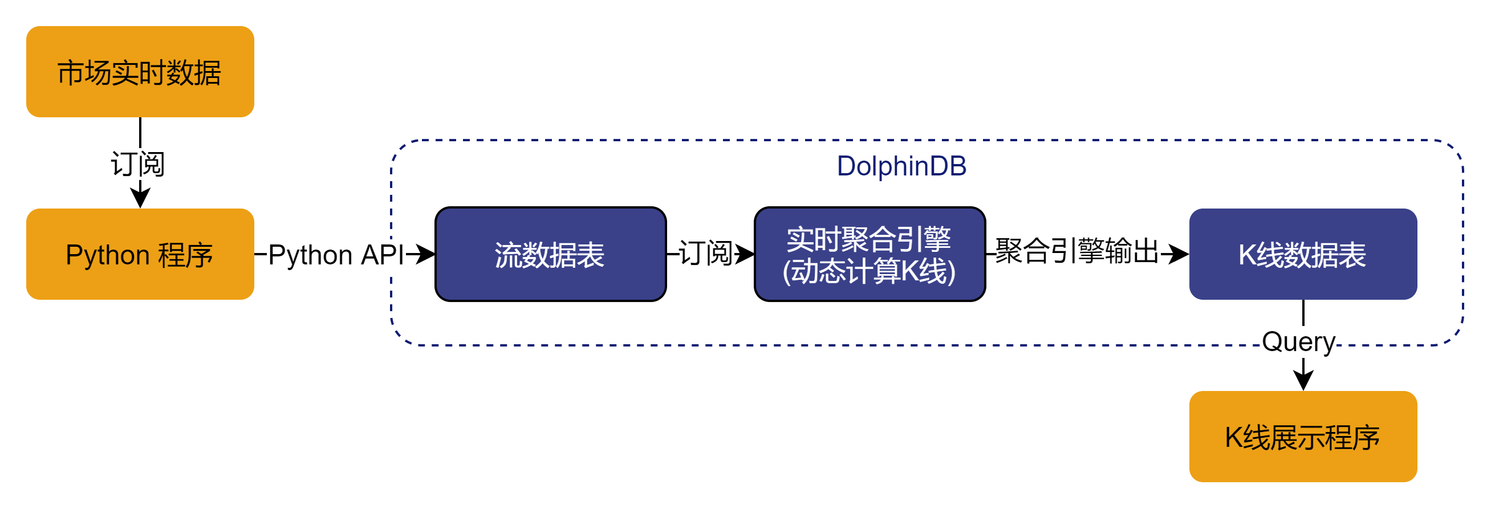 市场实时数据
订阅
DolphinDB
Python 程序
Python API
流数据表
订阅
实时聚合引擎
(动态计算K线)
聚合引擎输出
K线数据表
Query
K线展示程序